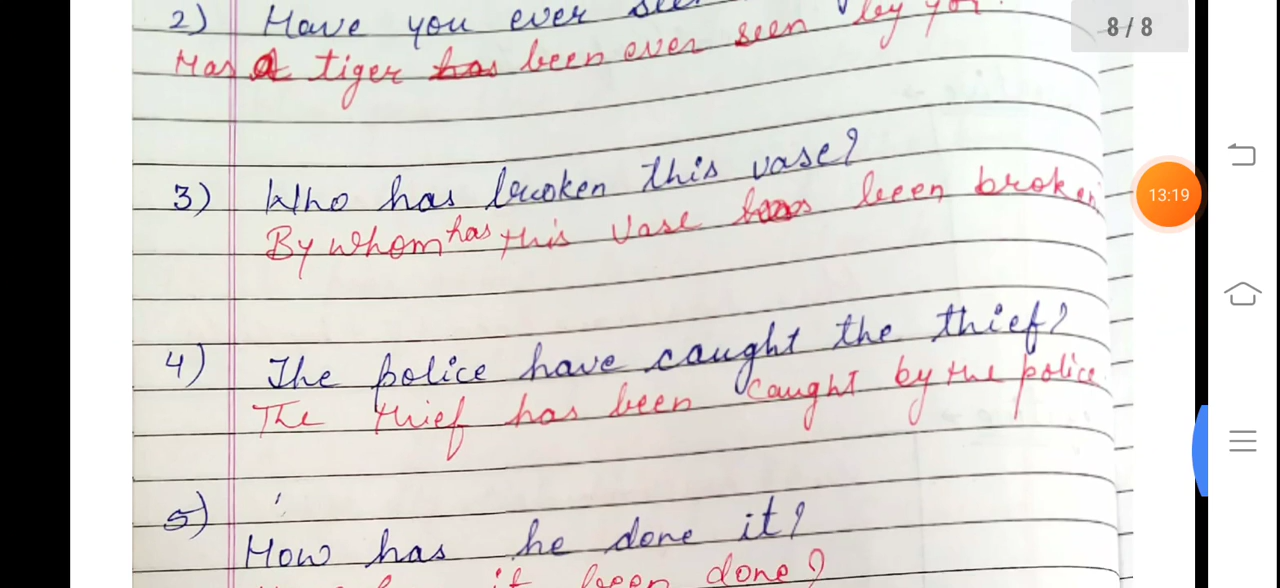 8/8
2) Have you ever
Has a tiger has been ever seen by you
13:19
3) Who has broken this vase?
By whom has this vase has been broken
4) The police have caught the thief?
The thief has been caught by the police
5)
How has he done it?
it been done?